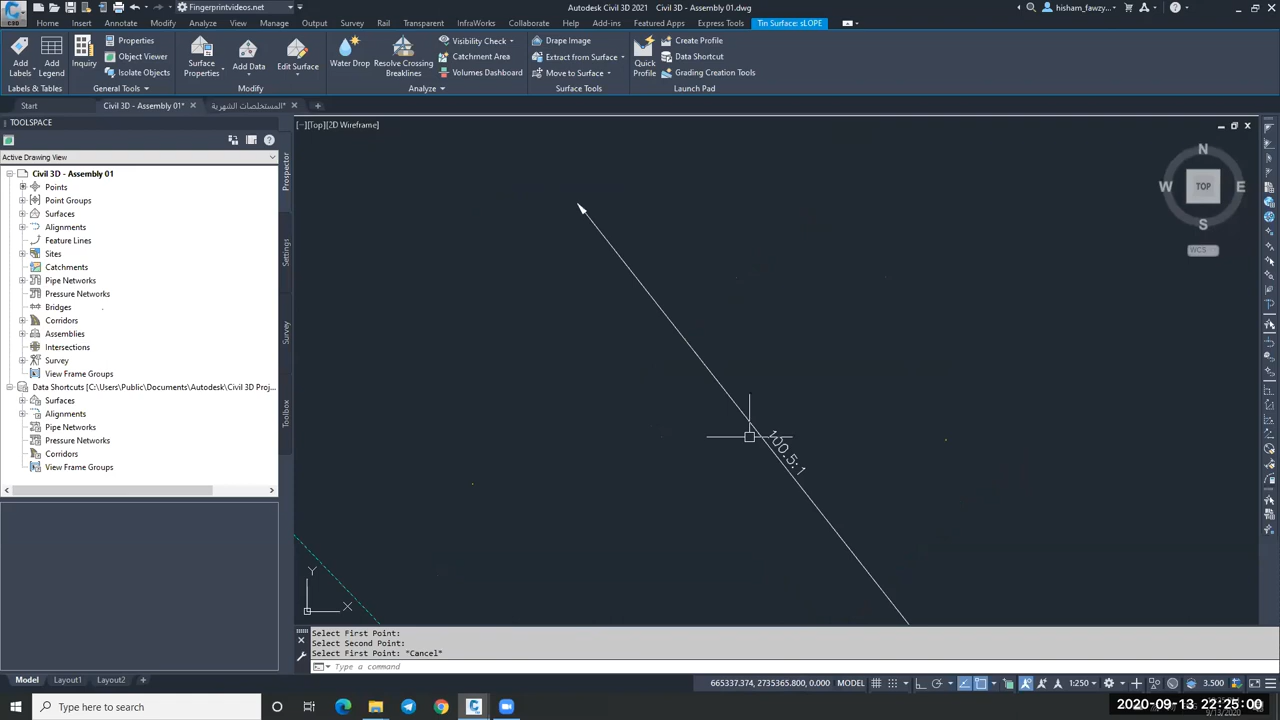 C3D
Fingerprintvideos.net
Autodesk Civil 3D 2021 Civil 3D - Assembly 01.dwg
hisham_fawzy...
Home Insert Annotate Modify Analyze View Manage Output Survey Rail Transparent InfraWorks Collaborate Help Add-ins Featured Apps Express Tools Tin Surface: sLOPE
Add Labels
Add Legend
Labels & Tables
Inquiry
Properties
Object Viewer
Isolate Objects
General Tools
Surface Properties
Add Data
Edit Surface
Modify
Water Drop
Resolve Crossing Breaklines
Visibility Check
Catchment Area
Volumes Dashboard
Analyze
Drape Image
Extract from Surface
Move to Surface
Surface Tools
Quick Profile
Create Profile
Data Shortcut
Grading Creation Tools
Launch Pad
Start
Civil 3D - Assembly 01*
المستخلصات الشهرية*
TOOLSPACE
Active Drawing View
Civil 3D - Assembly 01
Points
Point Groups
Surfaces
Alignments
Feature Lines
Sites
Catchments
Pipe Networks
Pressure Networks
Bridges
Corridors
Assemblies
Intersections
Survey
View Frame Groups
Data Shortcuts [C:\Users\Public\Documents\Autodesk\Civil 3D Proj...
Surfaces
Alignments
Pipe Networks
Pressure Networks
Corridors
View Frame Groups
Prospector
Settings
Survey
Toolbox
[−][Top][2D Wireframe]
N
W TOP E
S
WCS
100.5:1
Y
X
Select First Point:
Select Second Point:
Select First Point: *Cancel*
Type a command
Model Layout1 Layout2
665337.374, 2735365.800, 0.000 MODEL
1:250
3.500
Type here to search
2020-09-13 22:25:00